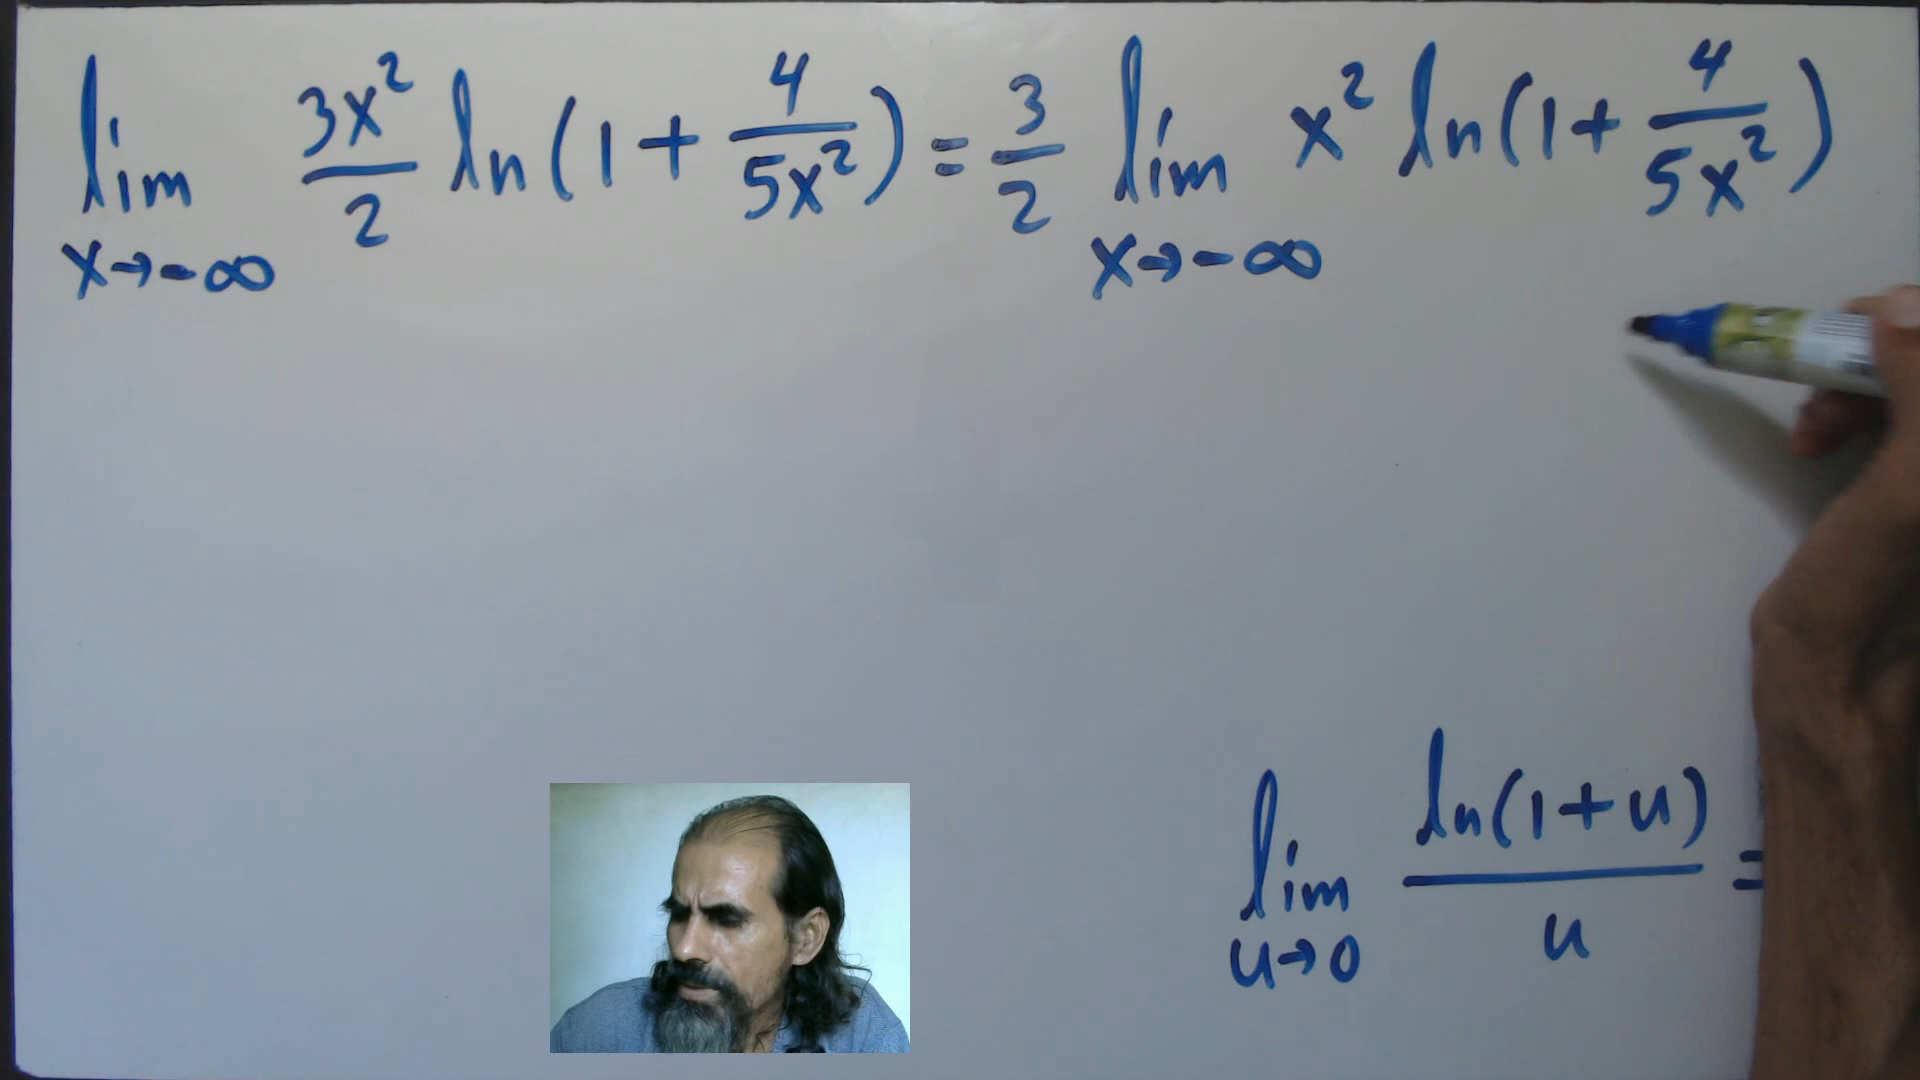 lim x→-∞ 3x²/2 ln(1+4/5x²) = 3/2 lim x→-∞ x² ln(1+4/5x²)
lim u→0 ln(1+u)/u =